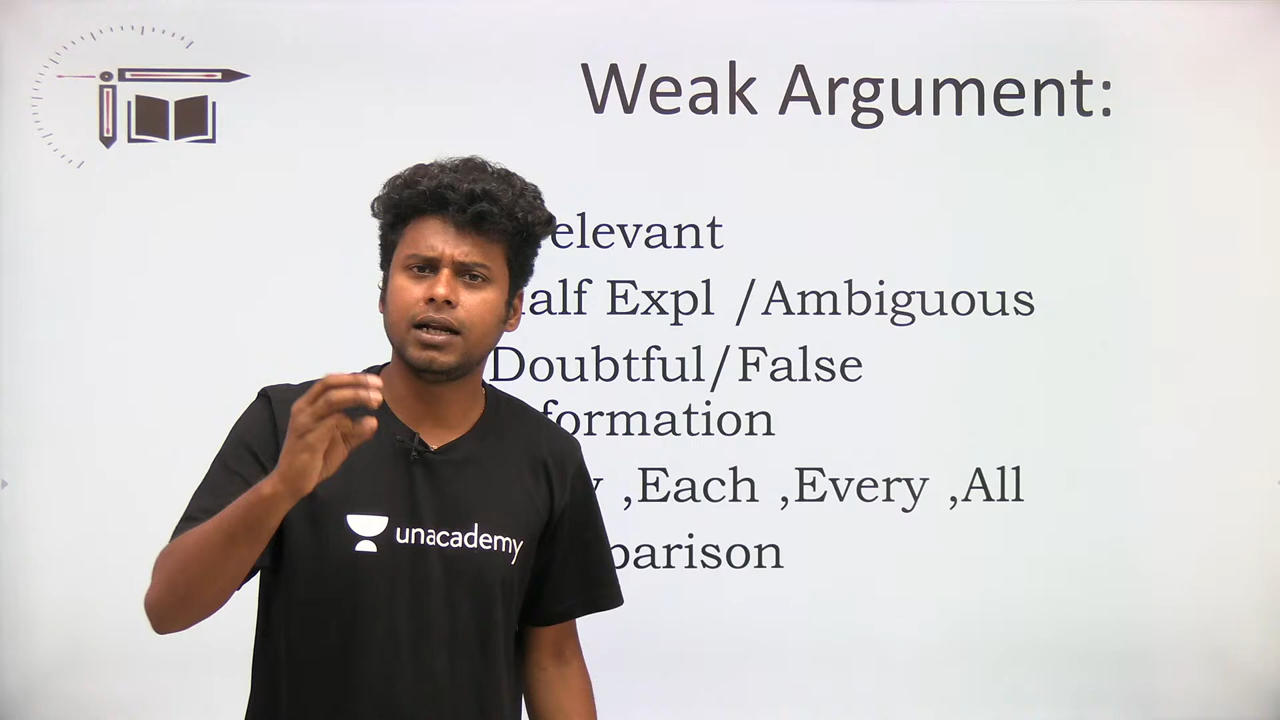 Weak Argument:
elevant
alf Expl /Ambiguous
Doubtful/False
formation
,Each ,Every ,All
parison
unacademy